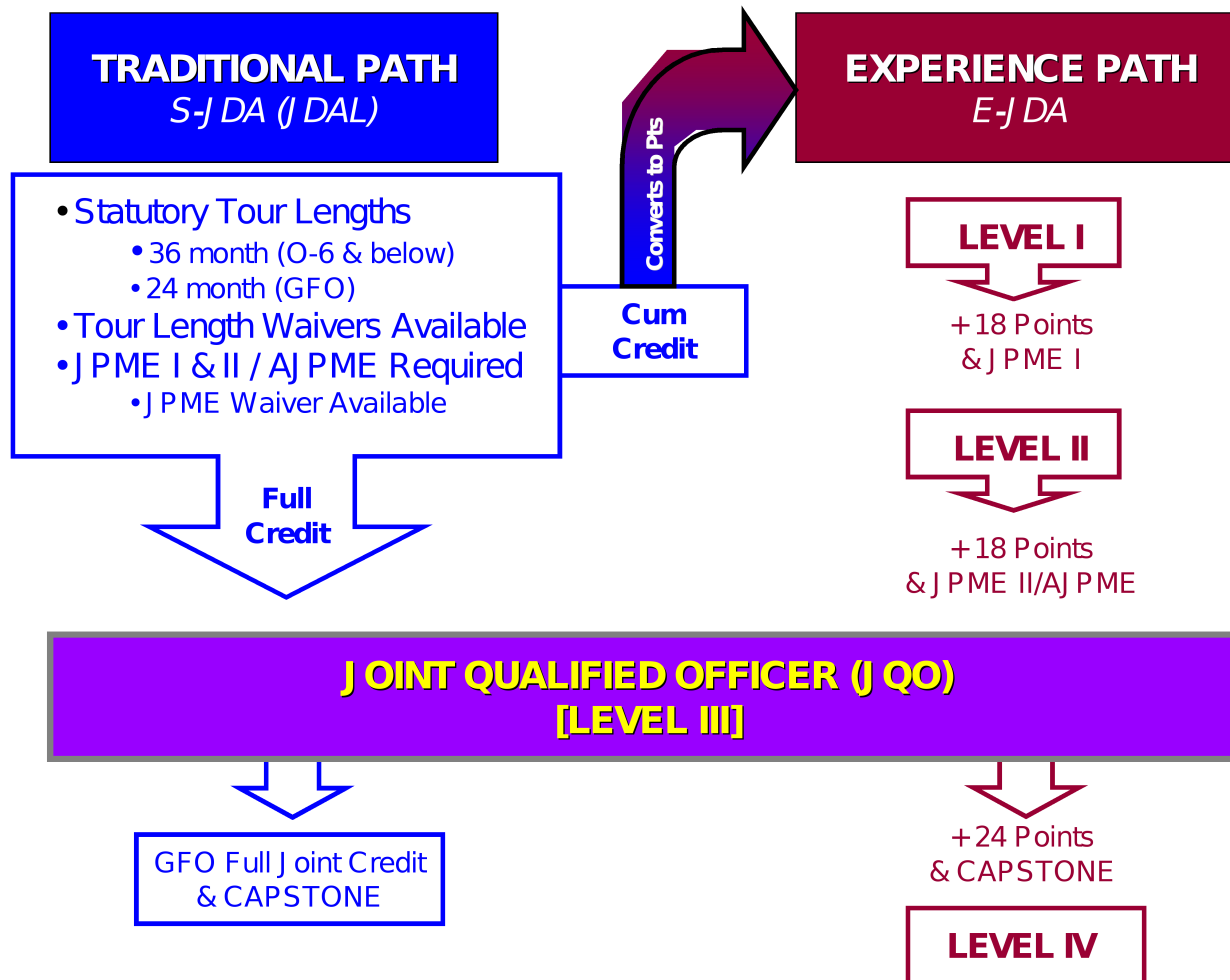 TRADITIONAL PATH
S-JDA (JDAL)
• Statutory Tour Lengths
• 36 month (O-6 & below)
• 24 month (GFO)
• Tour Length Waivers Available
• JPME I & II / AJPME Required
• JPME Waiver Available
Full
Credit
Cum
Credit
Converts to Pts
EXPERIENCE PATH
E-JDA
LEVEL I
+18 Points
& JPME I
LEVEL II
+18 Points
& JPME II/AJPME
JOINT QUALIFIED OFFICER (JQO)
[LEVEL III]
GFO Full Joint Credit
& CAPSTONE
+24 Points
& CAPSTONE
LEVEL IV